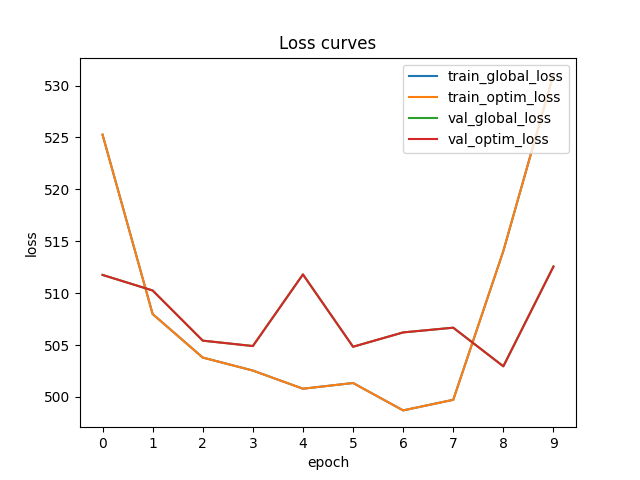 Loss curves
train_global_loss
train_optim_loss
val_global_loss
val_optim_loss
530
525
520
515
510
505
500
loss
0 1 2 3 4 5 6 7 8 9
epoch